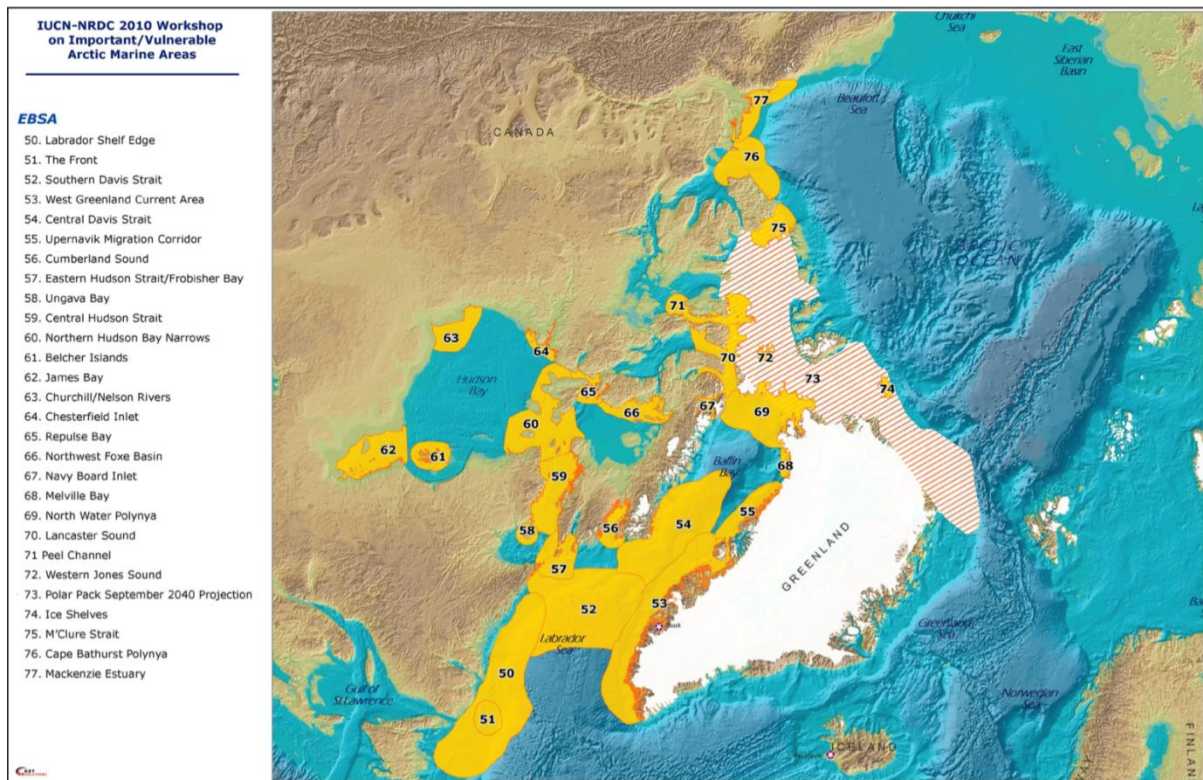 IUCN-NRDC 2010 Workshop
on Important/Vulnerable
Arctic Marine Areas
EBSA
50. Labrador Shelf Edge
51. The Front
52. Southern Davis Strait
53. West Greenland Current Area
54. Central Davis Strait
55. Upernavik Migration Corridor
56. Cumberland Sound
57. Eastern Hudson Strait/Frobisher Bay
58. Ungava Bay
59. Central Hudson Strait
60. Northern Hudson Bay Narrows
61. Belcher Islands
62. James Bay
63. Churchill/Nelson Rivers
64. Chesterfield Inlet
65. Repulse Bay
66. Northwest Foxe Basin
67. Navy Board Inlet
68. Melville Bay
69. North Water Polynya
70. Lancaster Sound
71 Peel Channel
72. Western Jones Sound
73. Polar Pack September 2040 Projection
74. Ice Shelves
75. M'Clure Strait
76. Cape Bathurst Polynya
77. Mackenzie Estuary
Chukchi
Sea
East
Siberian
Basin
Beaufort
Sea
CANADA
77
76
75
ARCTIC
OCEAN
71
63
64
70
72
73
74
Hudson
Bay
65
66
67
69
60
62
61
59
Baffin
Bay
68
58
56
54
55
57
GREENLAND
52
53
Nuuk
Labrador
Sea
50
51
Gulf of
St.Lawrence
Greenland
Sea
Norwegian
Sea
ICELAND
FINLAN